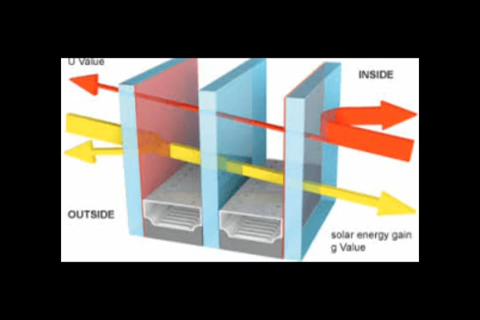 U Value
INSIDE
OUTSIDE
solar energy gain
g Value